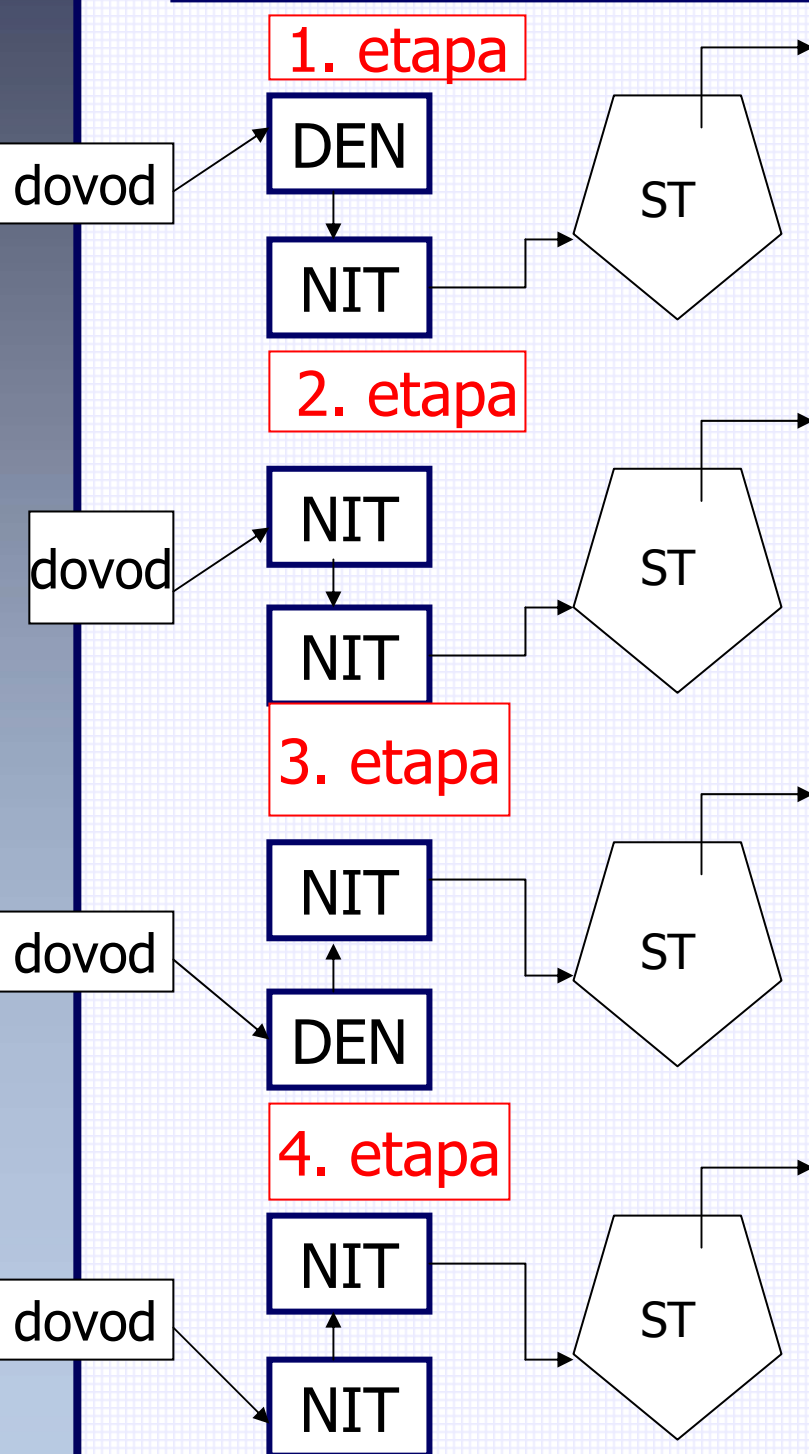 1. etapa
DEN
dovod
ST
NIT
2. etapa
NIT
dovod
ST
NIT
3. etapa
NIT
dovod
ST
DEN
4. etapa
NIT
dovod
ST
NIT